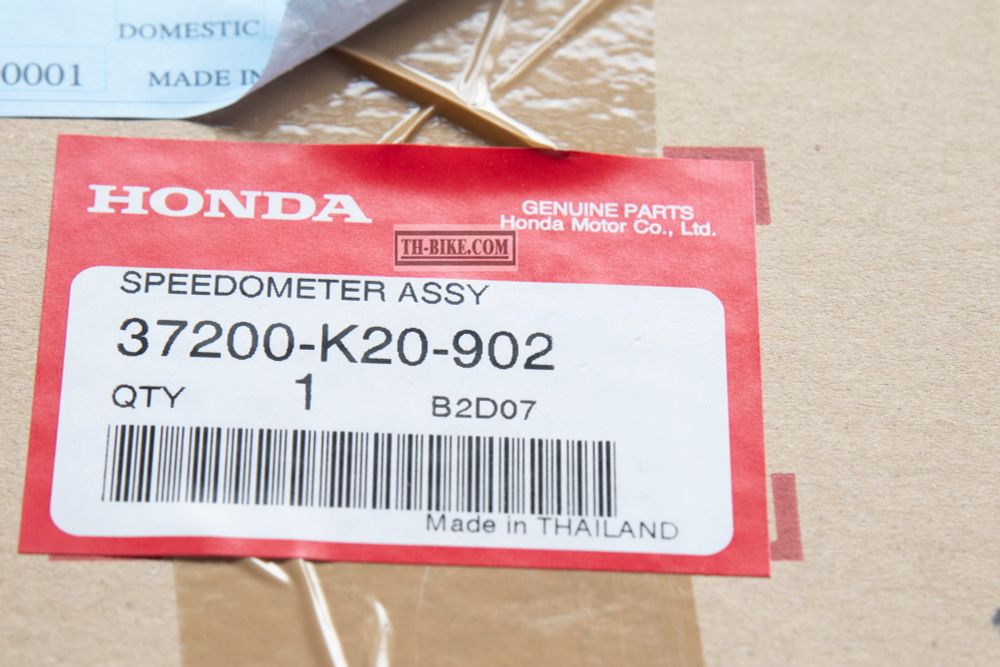 DOMESTIC
0001
MADE IN
HONDA
GENUINE PARTS
Honda Motor Co., Ltd.
TH-BIKE.COM
SPEEDOMETER ASSY
37200-K20-902
QTY 1 B2D07
Made in THAILAND